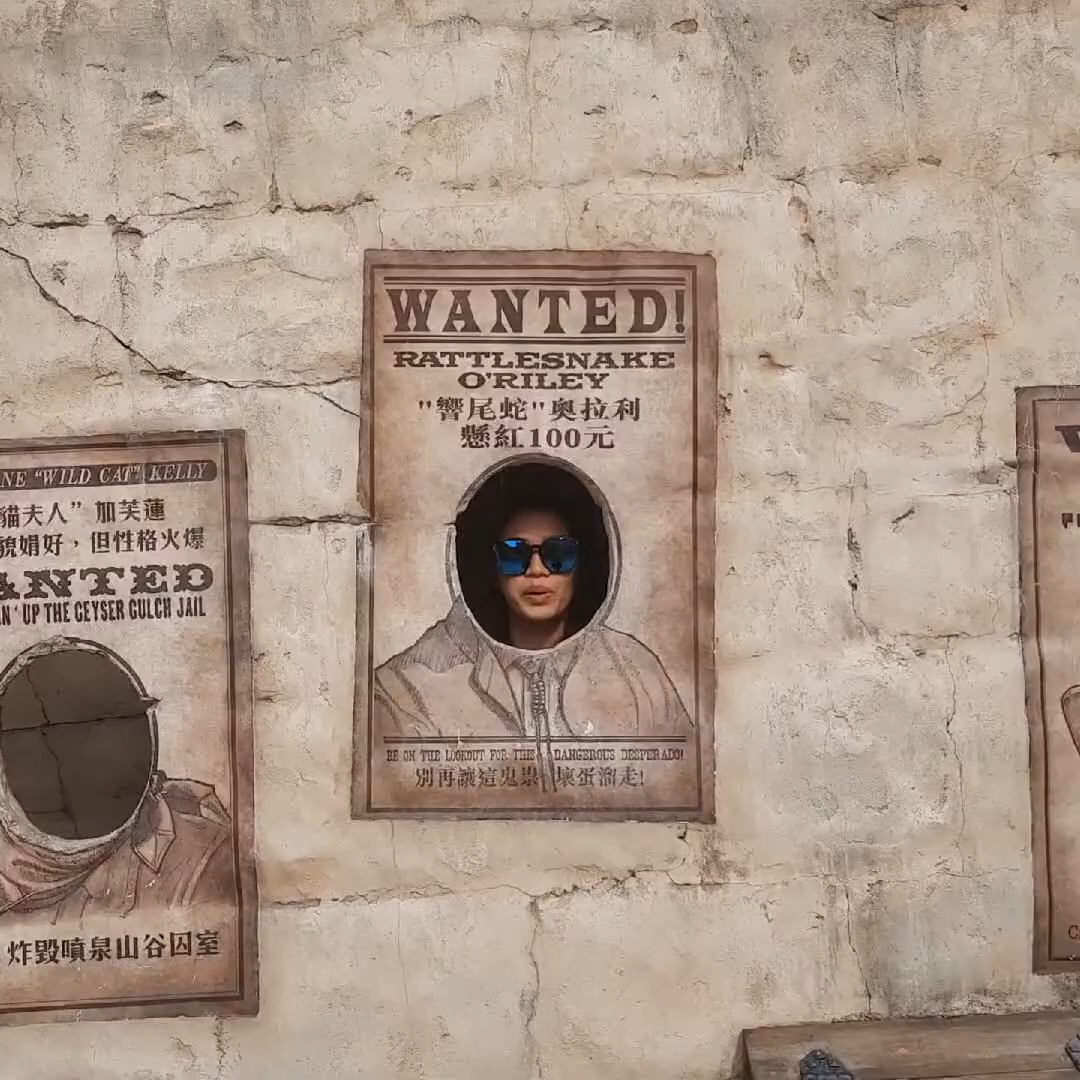 NE "WILD CAT" KELLY
貓夫人” 加芙蓮
貌娟好，但性格火爆
ANTED
N' UP THE GEYSER GULCH JAIL
炸毀噴泉山谷囚室
WANTED!
RATTLESNAKE
O'RILEY
"響尾蛇"奧拉利
懸紅100元
BE ON THE LOOKOUT FOR THIS DANGEROUS DESPERADO!
別再讓這鬼祟壞蛋溜走!